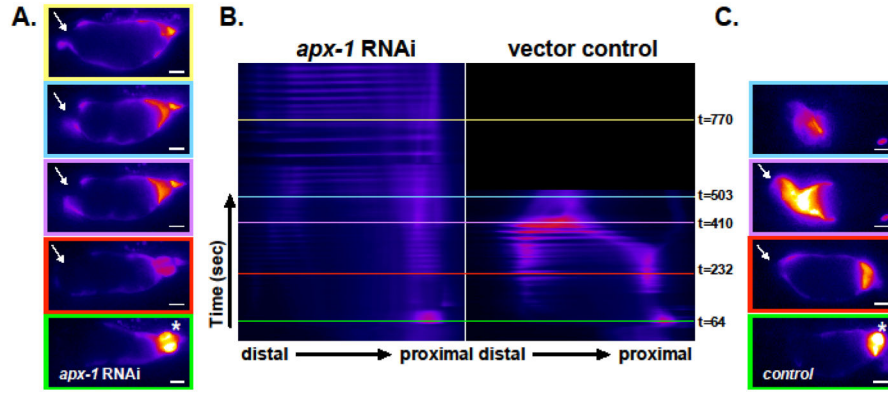 A.
B.
C.
apx-1 RNAi
vector control
t=770
t=503
t=410
t=232
t=64
Time (sec)
distal
proximal
distal
proximal
*
apx-1 RNAi
*
control